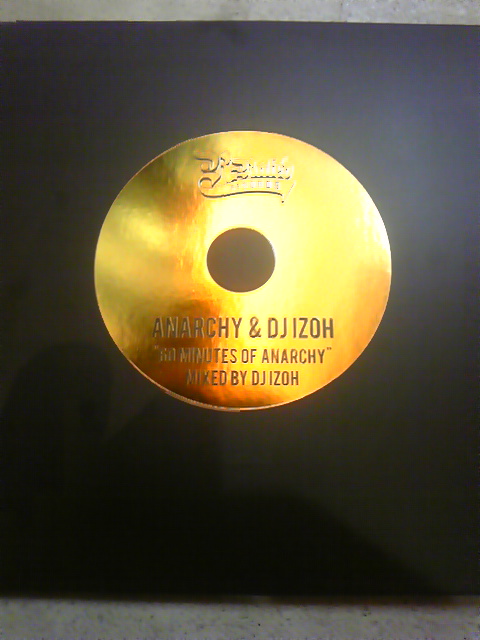 ANARCHY & DJ IZOH
"60 MINUTES OF ANARCHY"
MIXED BY DJ IZOH